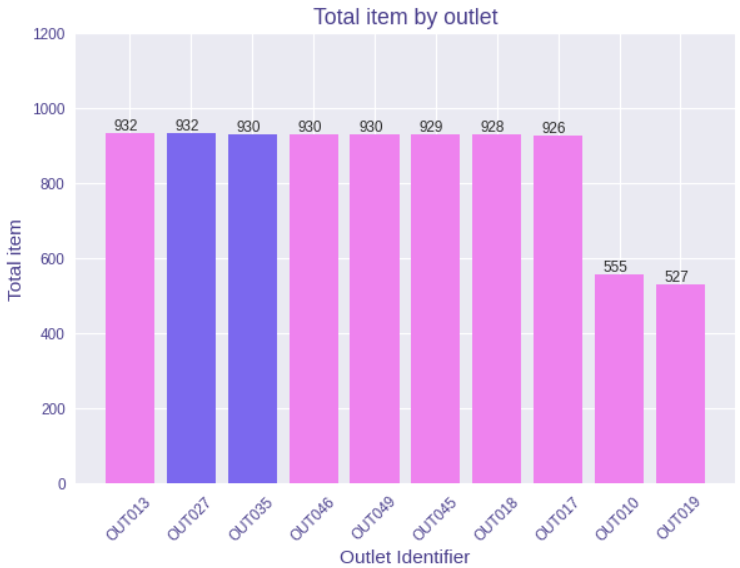 Total item by outlet
1200
1000
800
600
400
200
0
Total item
932 932 930 930 930 929 928 926 555 527
OUT013 OUT027 OUT035 OUT046 OUT049 OUT045 OUT018 OUT017 OUT010 OUT019
Outlet Identifier